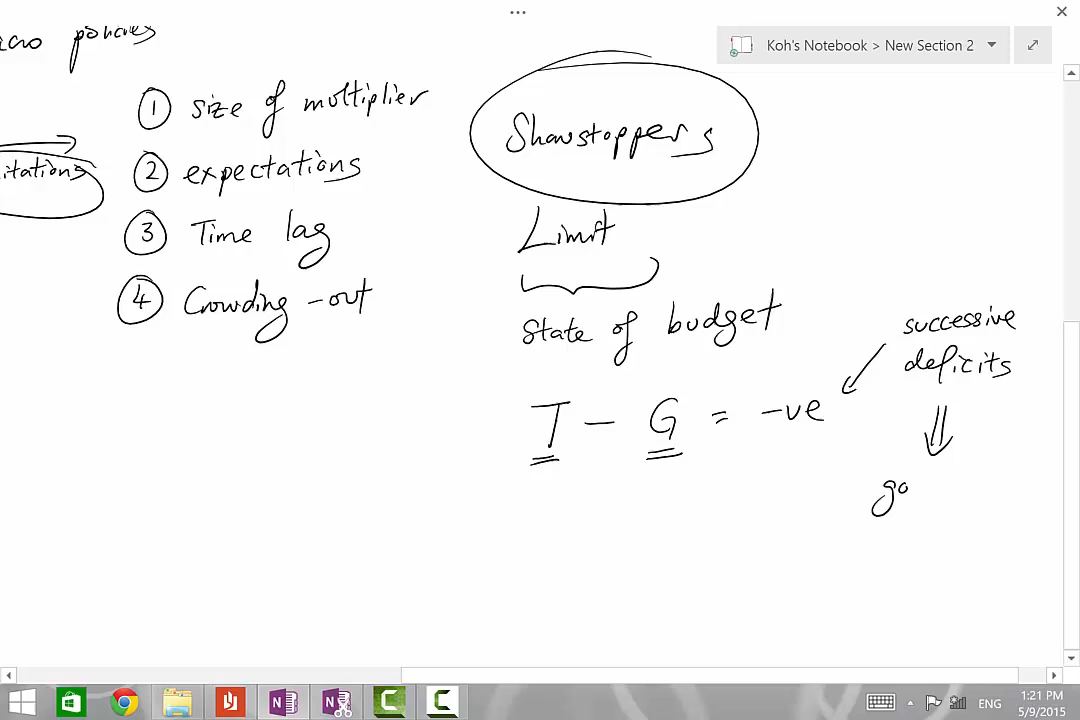 policies
① size of multiplier
② expectations
③ Time lag
④ Crowding-out
Showstoppers
Limit
State of budget
T - G = -ve
successive
deficits
go
Koh's Notebook > New Section 2
ENG
1:21 PM
5/9/2015